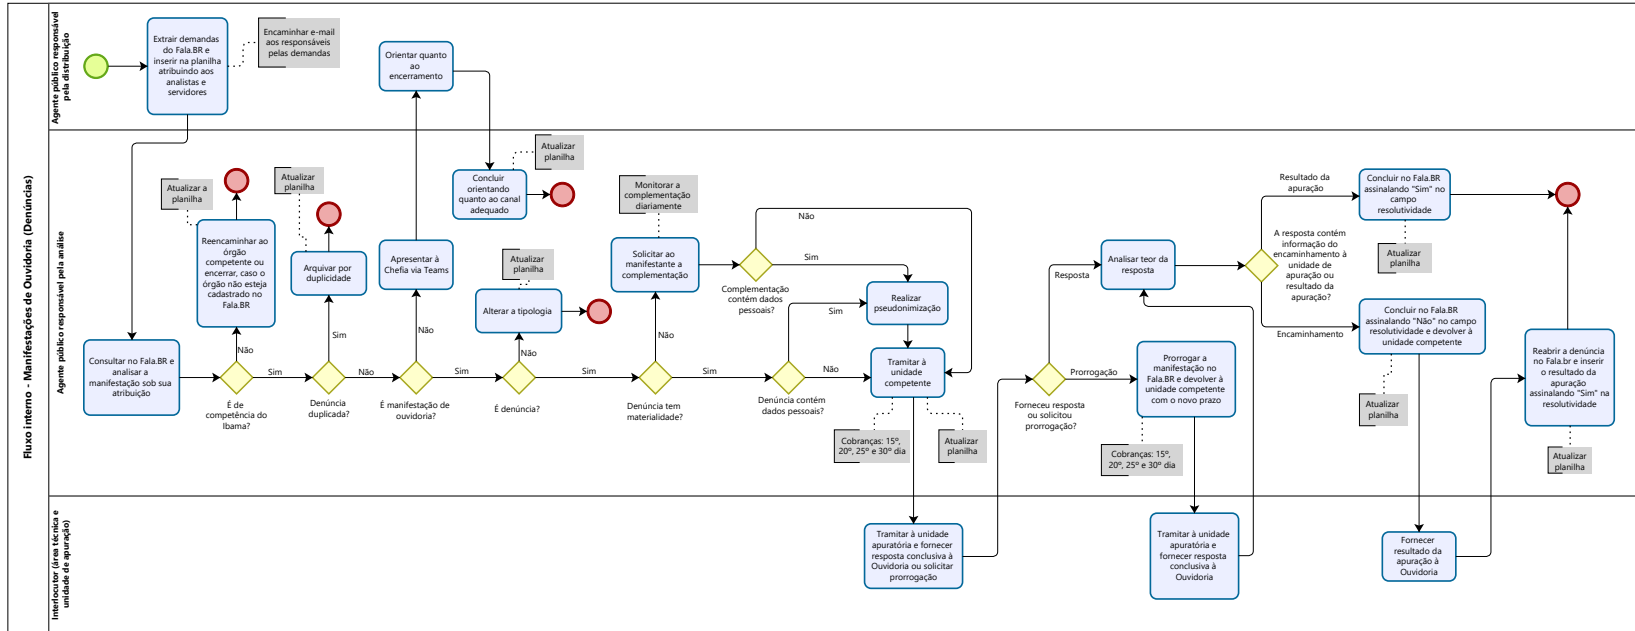 Fluxo interno - Manifestações de Ouvidoria (Denúncias)
Agente público responsável
pela distribuição
Extrair demandas
do Fala.BR e
inserir na planilha
atribuindo aos
analistas e
servidores
Encaminhar e-mail
aos responsáveis
pelas demandas
Orientar quanto
ao
encerramento
Agente público responsável pela análise
Consultar no Fala.BR e
analisar a
manifestação sob sua
atribuição
Atualizar a
planilha
Reencaminhar ao
órgão
competente ou
encerrar, caso o
órgão não esteja
cadastrado no
Fala.BR
Não
É de
competência do
Ibama?
Sim
Atualizar
planilha
Arquivar por
duplicidade
Sim
Denúncia
duplicada?
Não
Apresentar à
Chefia via Teams
Não
É manifestação de
ouvidoria?
Sim
Concluir
orientando
quanto ao canal
adequado
Atualizar
planilha
Atualizar
planilha
Alterar a tipologia
Não
É denúncia?
Sim
Monitorar a
complementação
diariamente
Solicitar ao
manifestante a
complementação
Não
Denúncia tem
materialidade?
Sim
Não
Sim
Complementação
contém dados
pessoais?
Realizar
pseudonimização
Sim
Denúncia contém
dados pessoais?
Não
Tramitar à
unidade
competente
Cobranças: 15º,
20º, 25º e 30º dia
Atualizar
planilha
Resposta
Forneceu resposta
ou solicitou
prorrogação?
Prorrogação
Analisar teor da
resposta
Prorrogar a
manifestação no
Fala.BR e devolver à
unidade competente
com o novo prazo
Cobranças: 15º,
20º, 25º e 30º dia
Resultado da
apuração
A resposta contém
informação do
encaminhamento à
unidade de
apuração ou
resultado da
apuração?
Encaminhamento
Concluir no Fala.BR
assinalando "Sim" no
campo
resolutividade
Atualizar
planilha
Concluir no Fala.BR
assinalando "Não" no campo
resolutividade e devolver à
unidade competente
Atualizar
planilha
Reabrir a denúncia
no Fala.br e inserir
o resultado da
apuração
assinalando "Sim" na
resolutividade
Atualizar
planilha
Interlocutor (área técnica e
unidade de apuração)
Tramitar à unidade
apuratória e fornecer
resposta conclusiva à
Ouvidoria ou solicitar
prorrogação
Tramitar à unidade
apuratória e
fornecer resposta
conclusiva à
Ouvidoria
Fornecer
resultado da
apuração à
Ouvidoria